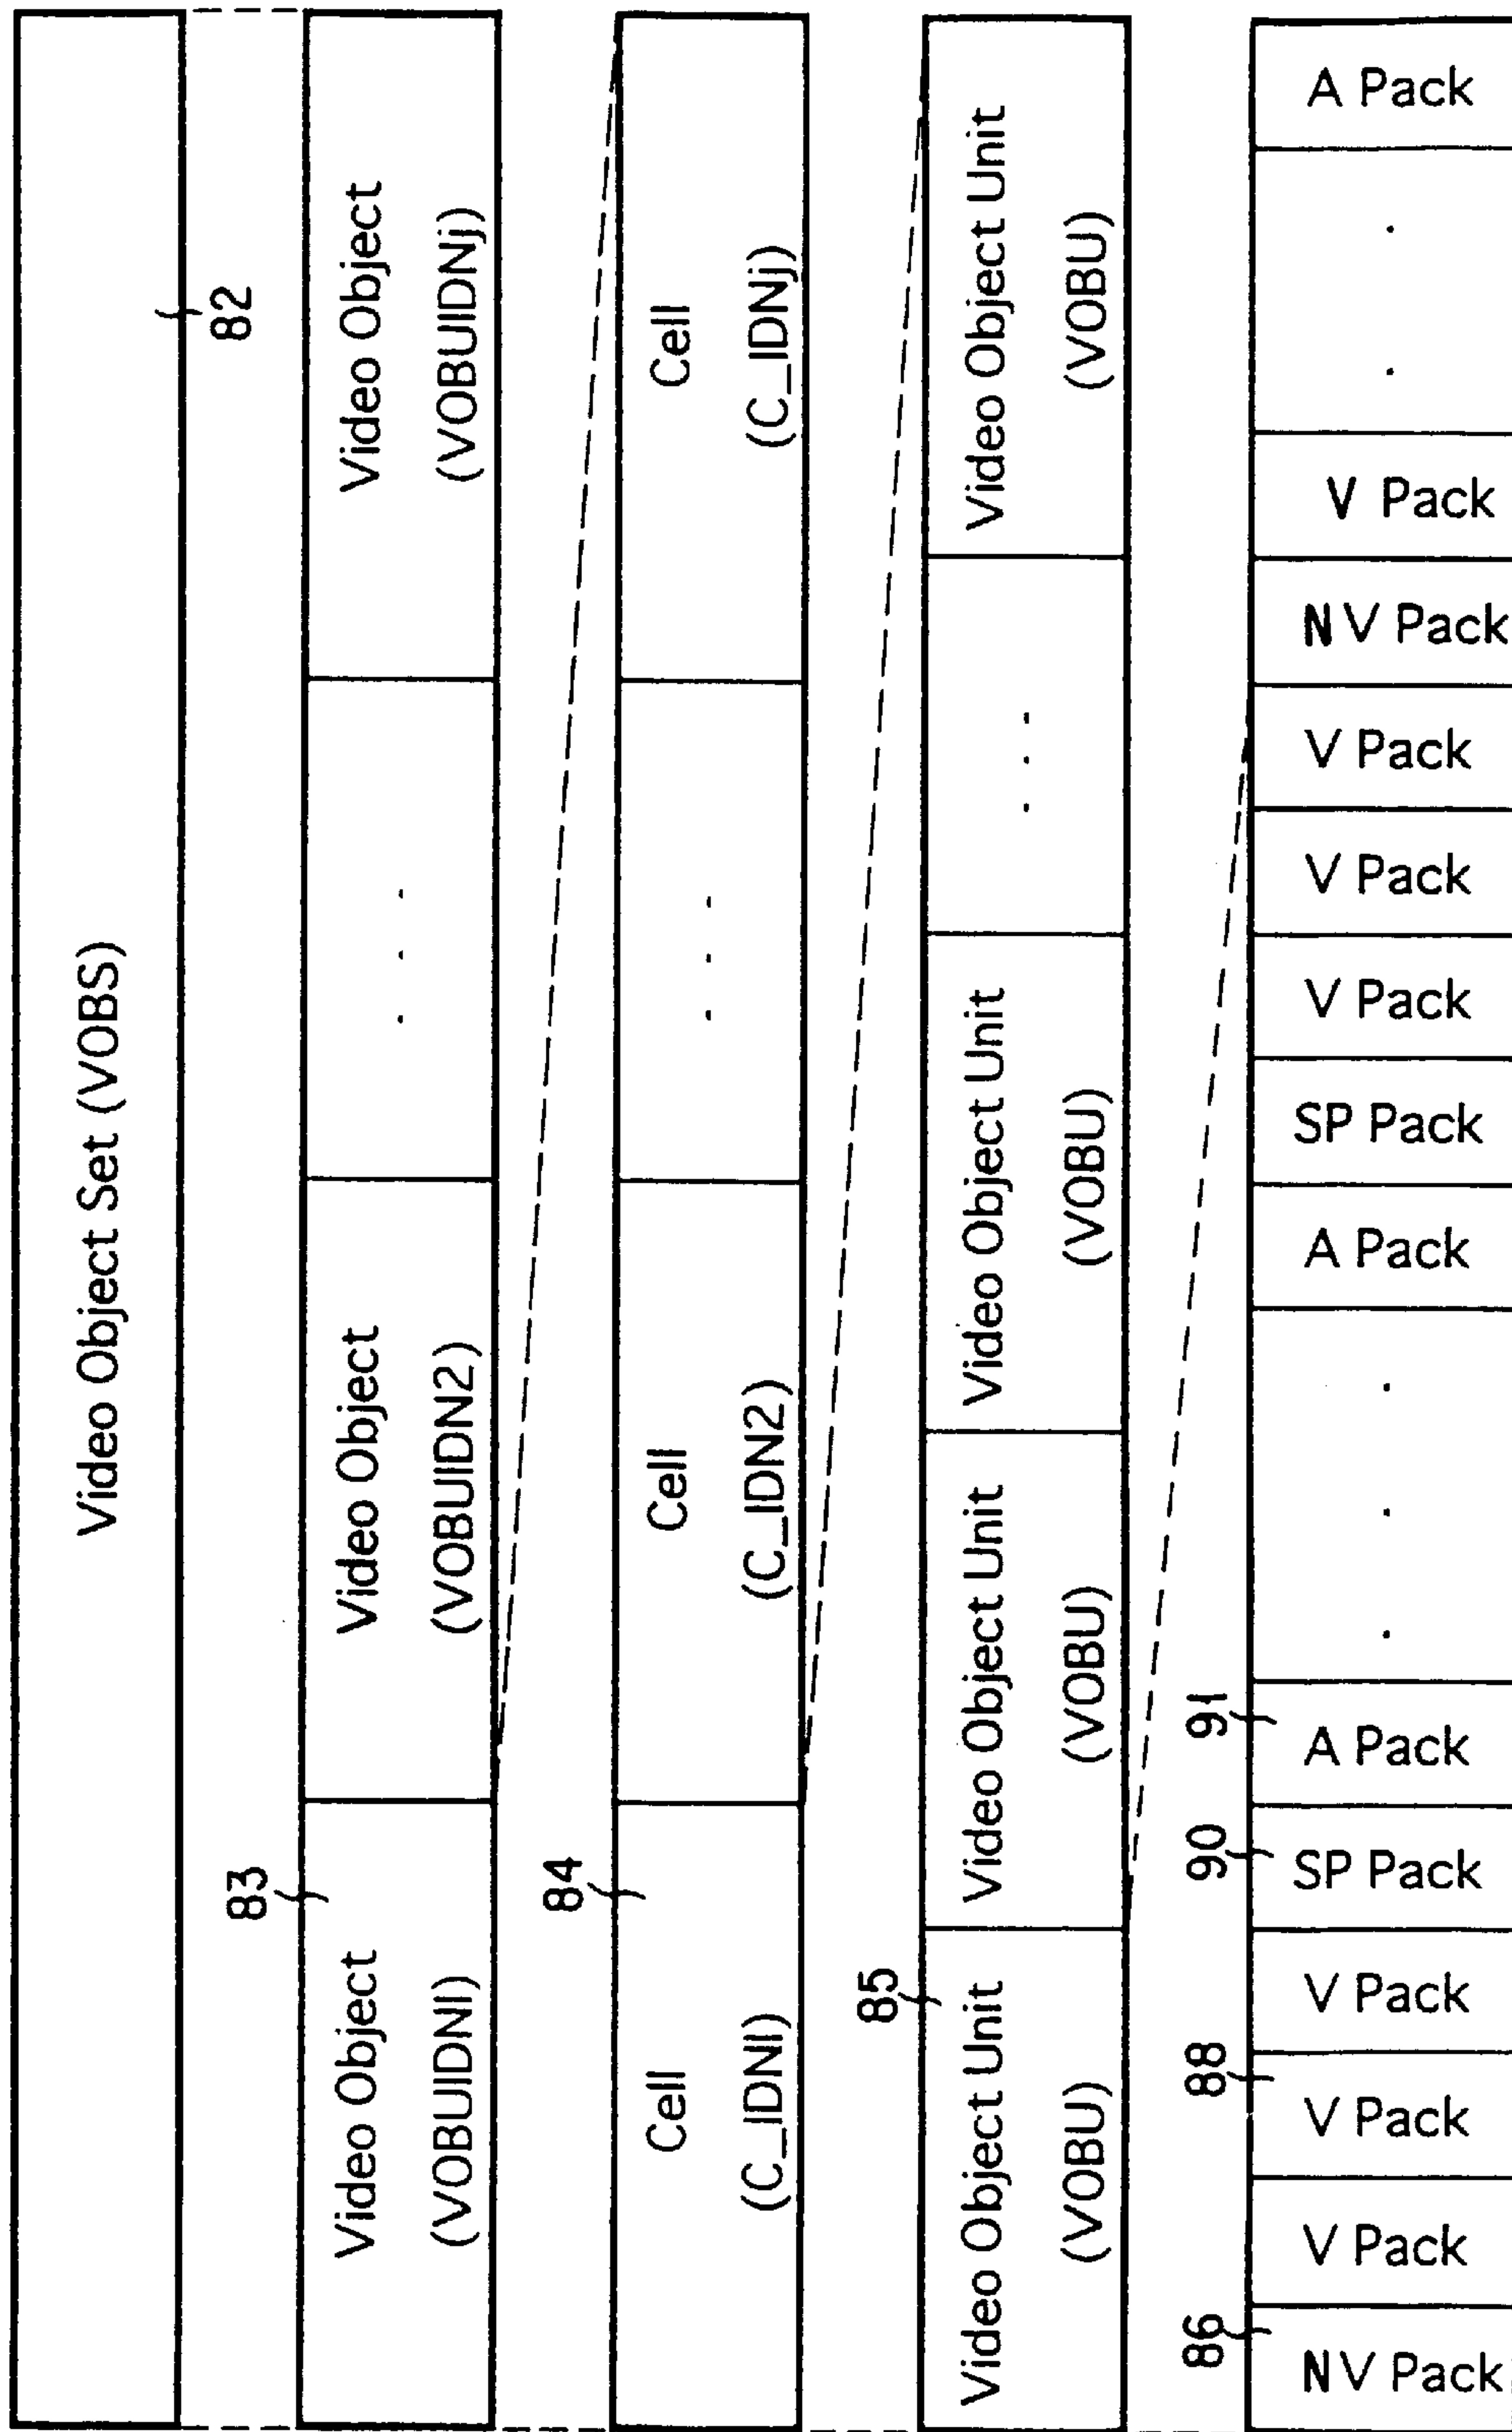 Video Object Set (VOBS)
82
83
Video Object
(VOBUIDNI)
Video Object
(VOBUIDN2)
. . .
Video Object
(VOBUIDNj)
84
Cell
(C_IDNI)
Cell
(C_IDN2)
. . .
Cell
(C_IDNj)
85
Video Object Unit
(VOBU)
Video Object Unit
(VOBU)
Video Object Unit
(VOBU)
. . .
Video Object Unit
(VOBU)
86
88
90
91
NV Pack
V Pack
V Pack
V Pack
SP Pack
A Pack
. . .
A Pack
SP Pack
V Pack
V Pack
V Pack
NV Pack
V Pack
. .
A Pack